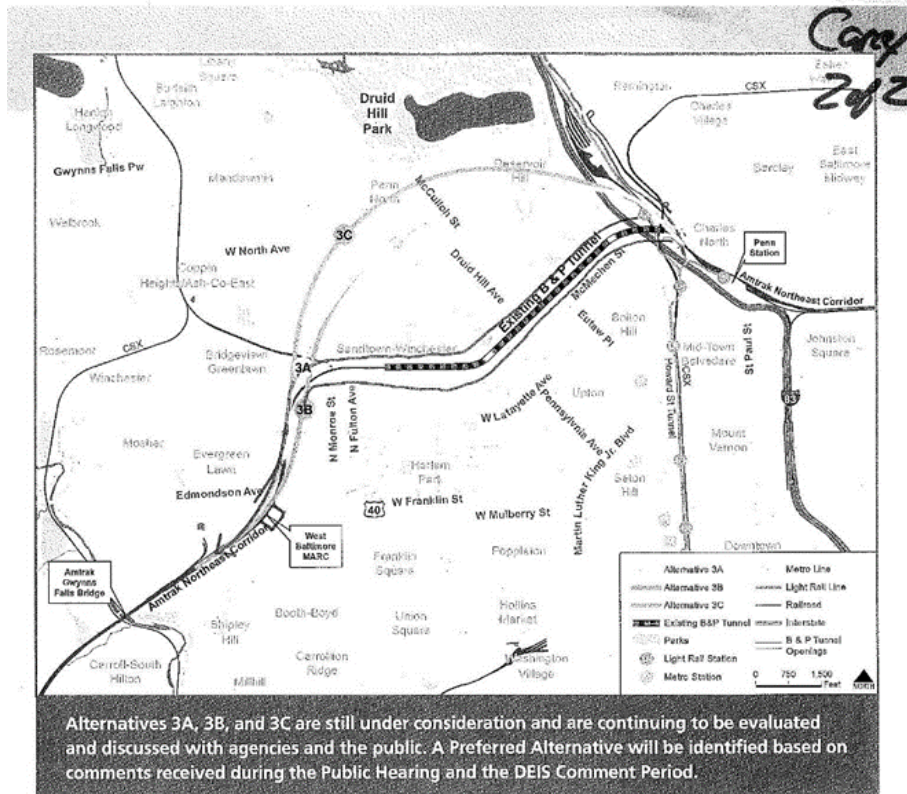 2 of 2
Druid
Hill
Park
Remington
CSX
Charles
Village
Hanlon
Longwood
Gwynns Falls Pw
Mondawmin
Penn
North
Reservoir
Hill
McCulloh St
Barclay
East
Baltimore
Midway
Walbrook
3C
W North Ave
Druid Hill Ave
Existing B & P Tunnel
McMechen St
Charles
North
Penn
Station
Amtrak Northeast Corridor
Coppin
Heights/Ash-Co-East
Eutaw Pl
Bolton
Hill
Rosemont
CSX
Bridgeview
Greenlawn
Sandtown-Winchester
Mid-Town
Belvedere
St Paul St
Johnston
Square
Winchester
3A
3B
N Monroe St
N Fulton Ave
W Lafayette Ave
Pennsylvnia Ave
Upton
Howard St Tunnel
CSX
83
Mosher
Evergreen
Lawn
Harlem
Park
Martin Luther King Jr. Blvd
Seton
Hill
Mount
Vernon
Edmondson Ave
40
W Franklin St
W Mulberry St
West
Baltimore
MARC
Amtrak Northeast Corridor
Franklin
Square
Poppleton
Downtown
Amtrak
Gwynns
Falls Bridge
Shipley
Hill
Booth-Boyd
Union
Square
Hollins
Market
Carroll-South
Hilton
Millhill
Carrollton
Ridge
Washington
Village
Alternative 3A
Alternative 3B
Alternative 3C
Existing B&P Tunnel
Parks
Light Rail Station
Metro Station
Metro Line
Light Rail Line
Railroad
Interstate
B & P Tunnel
Openings
0 750 1,500
Feet
NORTH
Alternatives 3A, 3B, and 3C are still under consideration and are continuing to be evaluated
and discussed with agencies and the public. A Preferred Alternative will be identified based on
comments received during the Public Hearing and the DEIS Comment Period.